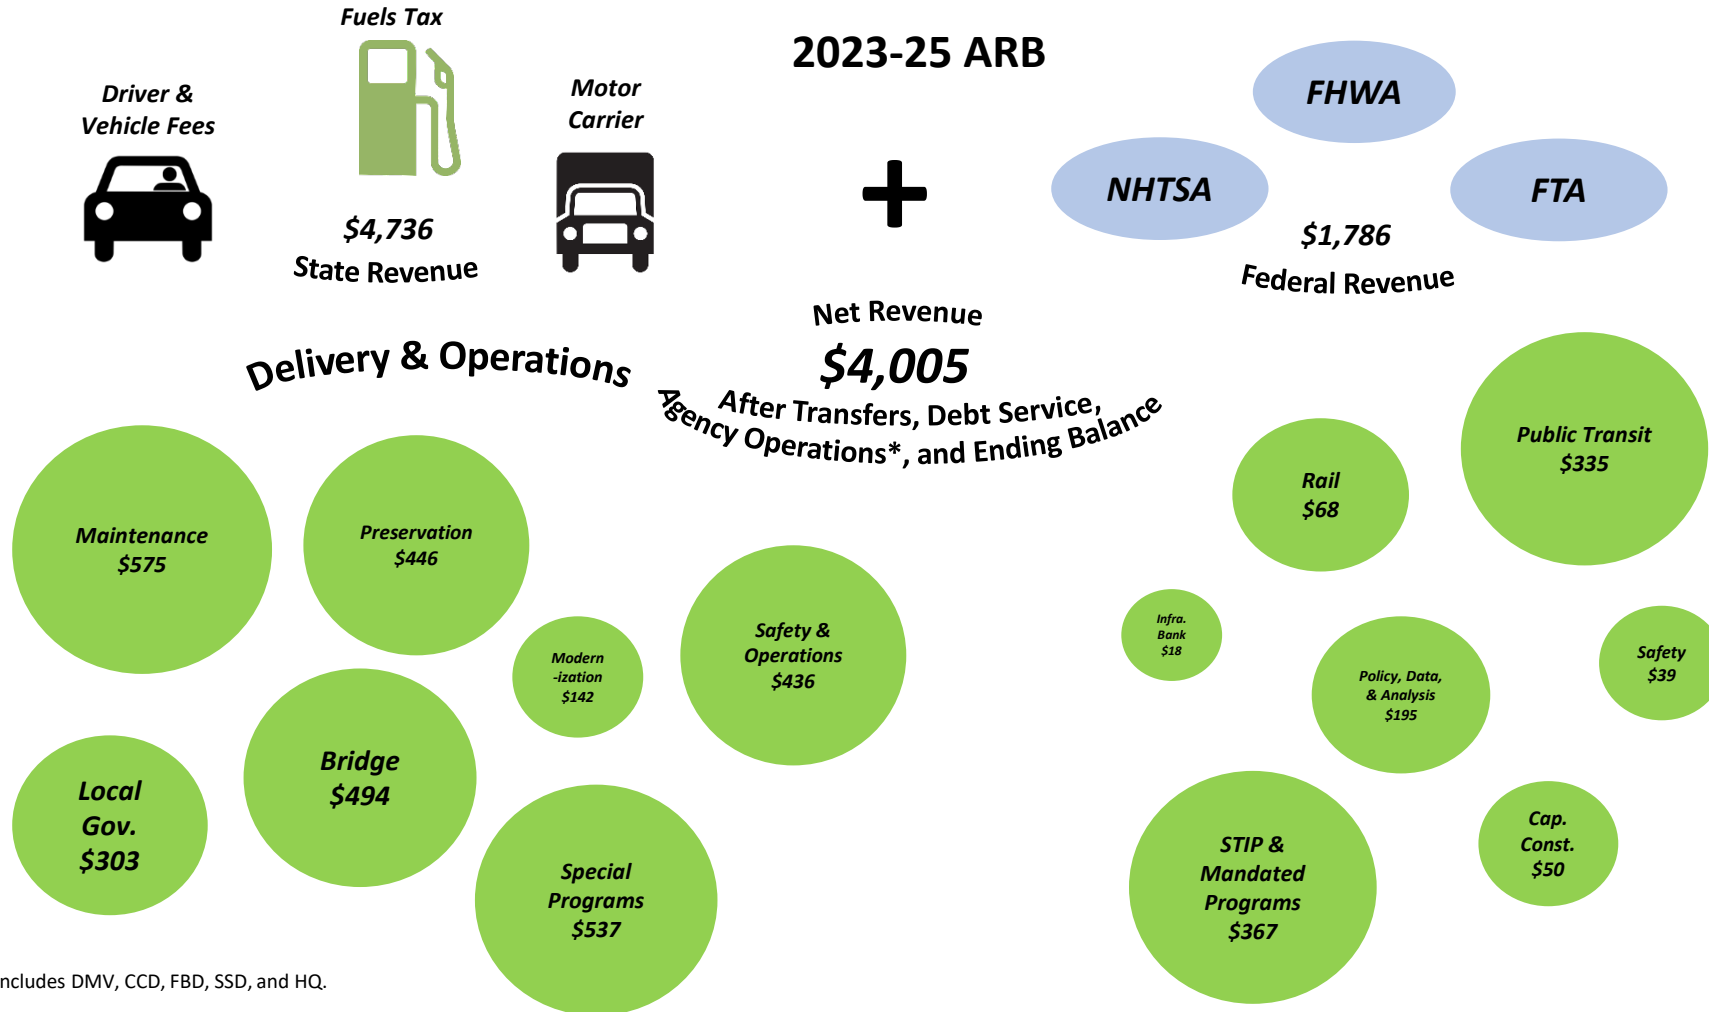 Fuels Tax
2023-25 ARB
Driver &
Vehicle Fees
Motor
Carrier
FHWA
NHTSA
FTA
$4,736
State Revenue
$1,786
Federal Revenue
Net Revenue
$4,005
After Transfers, Debt Service,
Agency Operations*, and Ending Balance
Delivery & Operations
Maintenance
$575
Preservation
$446
Modern
-ization
$142
Safety &
Operations
$436
Local
Gov.
$303
Bridge
$494
Special
Programs
$537
Rail
$68
Public Transit
$335
Infra.
Bank
$18
Policy, Data,
& Analysis
$195
Safety
$39
STIP &
Mandated
Programs
$367
Cap.
Const.
$50
ncludes DMV, CCD, FBD, SSD, and HQ.